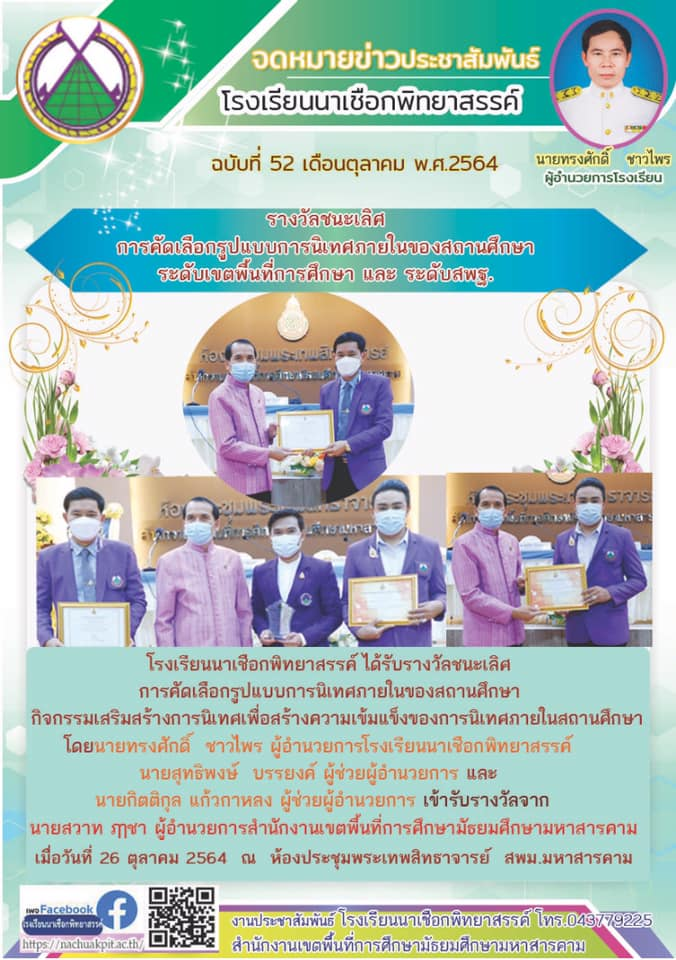 จดหมายข่าวประชาสัมพันธ์
โรงเรียนนาเชือกพิทยาสรรค์
ฉบับที่ 52 เดือนตุลาคม พ.ศ.2564
นายทรงศักดิ์ ชาวไพร
ผู้อำนวยการโรงเรียน
รางวัลชนะเลิศ
การคัดเลือกรูปแบบการนิเทศภายในของสถานศึกษา
ระดับเขตพื้นที่การศึกษา และ ระดับสพฐ.
โรงเรียนนาเชือกพิทยาสรรค์ ได้รับรางวัลชนะเลิศ
การคัดเลือกรูปแบบการนิเทศภายในของสถานศึกษา
กิจกรรมเสริมสร้างการนิเทศเพื่อสร้างความเข้มแข็งของการนิเทศภายในสถานศึกษา
โดยนายทรงศักดิ์ ชาวไพร ผู้อำนวยการโรงเรียนนาเชือกพิทยาสรรค์
นายสุทธิพงษ์ บรรยงค์ ผู้ช่วยผู้อำนวยการ และ
นายกิตติกุล แก้วกาหลง ผู้ช่วยผู้อำนวยการ เข้ารับรางวัลจาก
นายสวาท ฦๅชา ผู้อำนวยการสำนักงานเขตพื้นที่การศึกษามัธยมศึกษามหาสารคาม
เมื่อวันที่ 26 ตุลาคม 2564 ณ ห้องประชุมพระเทพสิทธาจารย์ สพม.มหาสารคาม
เพจ Facebook
โรงเรียนนาเชือกพิทยาสรรค์
https://nachuakpit.ac.th/
งานประชาสัมพันธ์ โรงเรียนนาเชือกพิทยาสรรค์ โทร.043779225
สำนักงานเขตพื้นที่การศึกษามัธยมศึกษามหาสารคาม